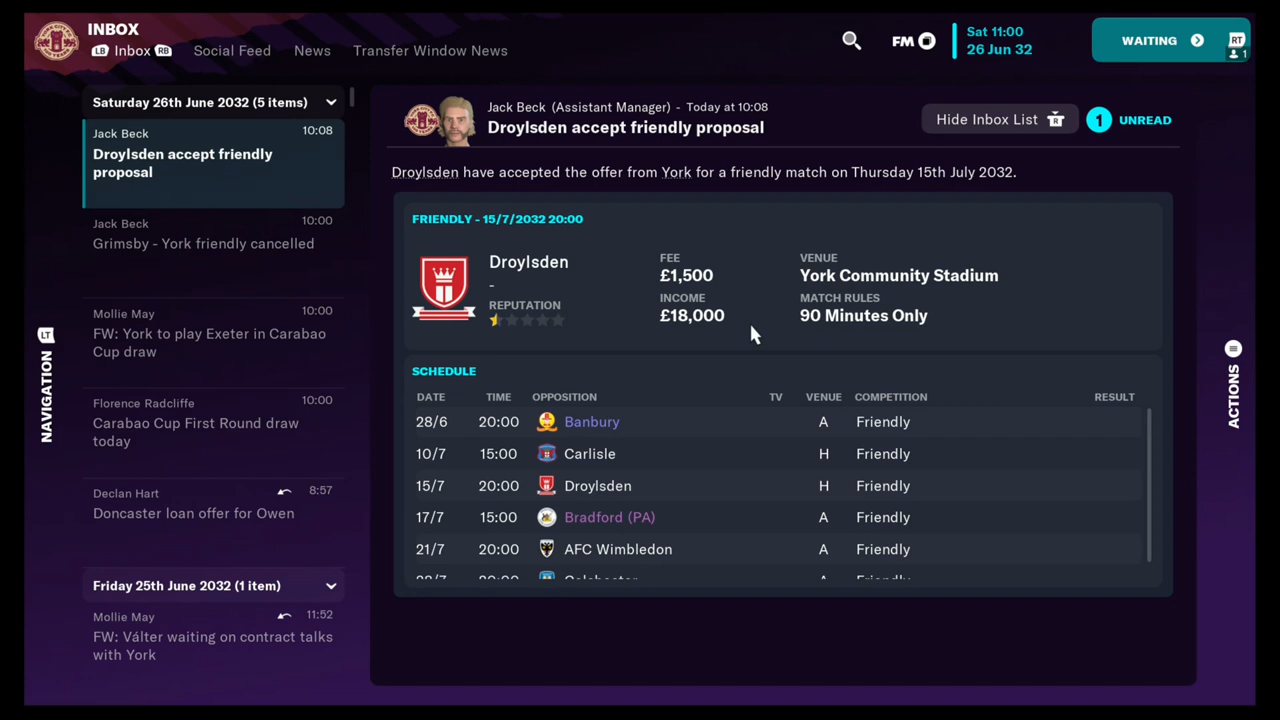 INBOX
LB Inbox RB Social Feed News Transfer Window News
FM
Sat 11:00
26 Jun 32
WAITING
RT
1
Saturday 26th June 2032 (5 items)
Jack Beck 10:08
Droylsden accept friendly
proposal
Jack Beck 10:00
Grimsby - York friendly cancelled
Mollie May 10:00
FW: York to play Exeter in Carabao
Cup draw
Florence Radcliffe 10:00
Carabao Cup First Round draw
today
Declan Hart 8:57
Doncaster loan offer for Owen
Friday 25th June 2032 (1 item)
Mollie May 11:52
FW: Válter waiting on contract talks
with York
LT
NAVIGATION
Jack Beck (Assistant Manager) - Today at 10:08
Droylsden accept friendly proposal
Hide Inbox List R
1 UNREAD
Droylsden have accepted the offer from York for a friendly match on Thursday 15th July 2032.
FRIENDLY - 15/7/2032 20:00
Droylsden
-
REPUTATION
FEE
£1,500
INCOME
£18,000
VENUE
York Community Stadium
MATCH RULES
90 Minutes Only
SCHEDULE
DATE TIME OPPOSITION TV VENUE COMPETITION RESULT
28/6 20:00 Banbury A Friendly
10/7 15:00 Carlisle H Friendly
15/7 20:00 Droylsden H Friendly
17/7 15:00 Bradford (PA) A Friendly
21/7 20:00 AFC Wimbledon A Friendly
20:00 Colchester A Friendly
ACTIONS